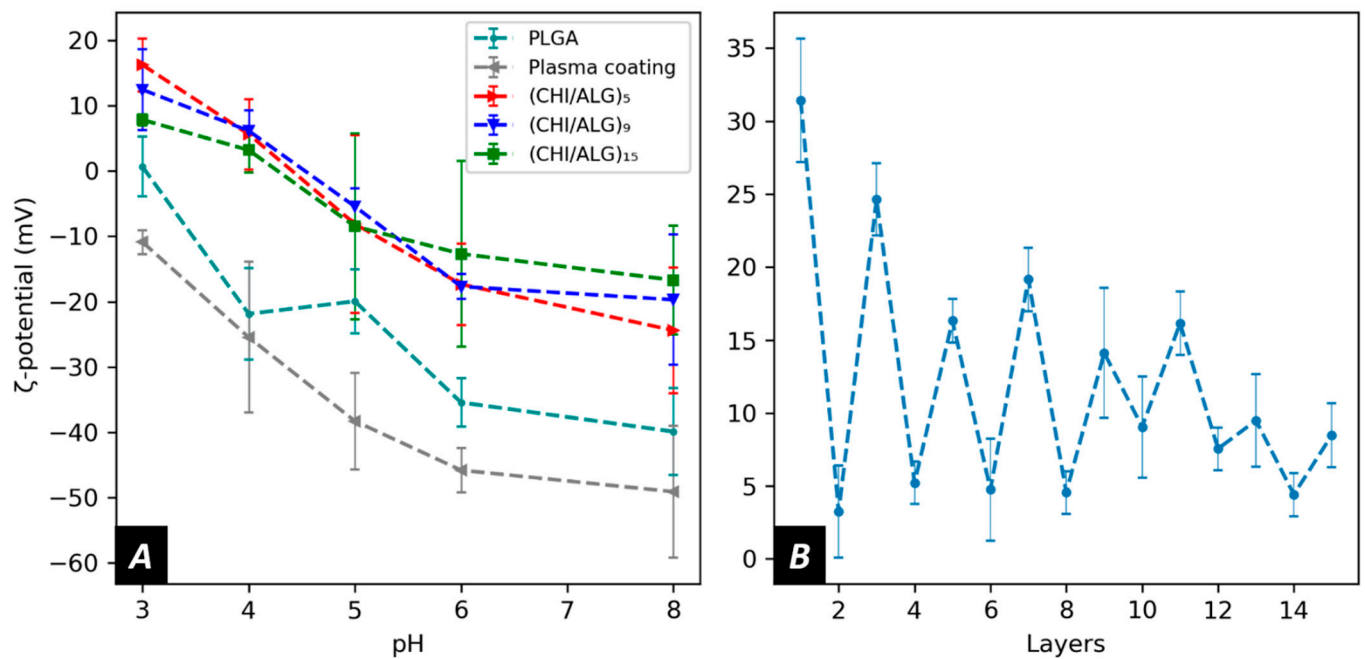 ζ-potential (mV)
20
10
0
−10
−20
−30
−40
−50
−60
PLGA
Plasma coating
(CHI/ALG)₅
(CHI/ALG)₉
(CHI/ALG)₁₅
A
3 4 5 6 7 8
pH
35
30
25
20
15
10
5
0
B
2 4 6 8 10 12 14
Layers